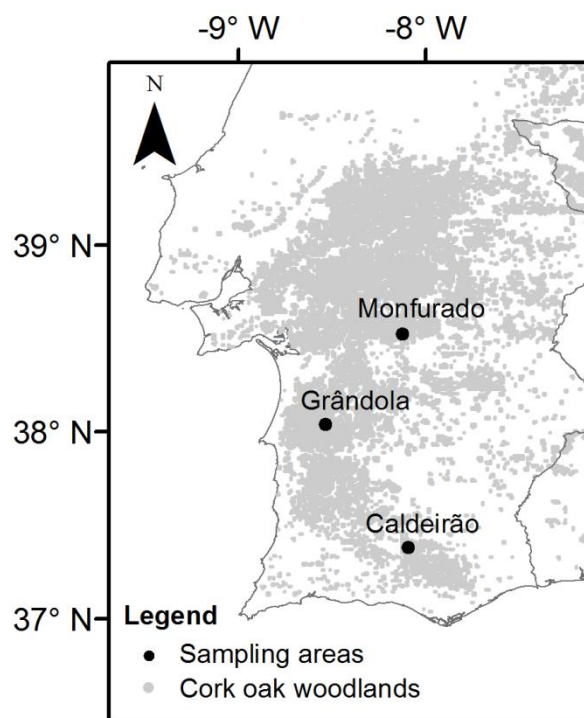 -9° W -8° W
N
39° N
Monfurado
Grândola
38° N
Caldeirão
37° N
Legend
Sampling areas
Cork oak woodlands